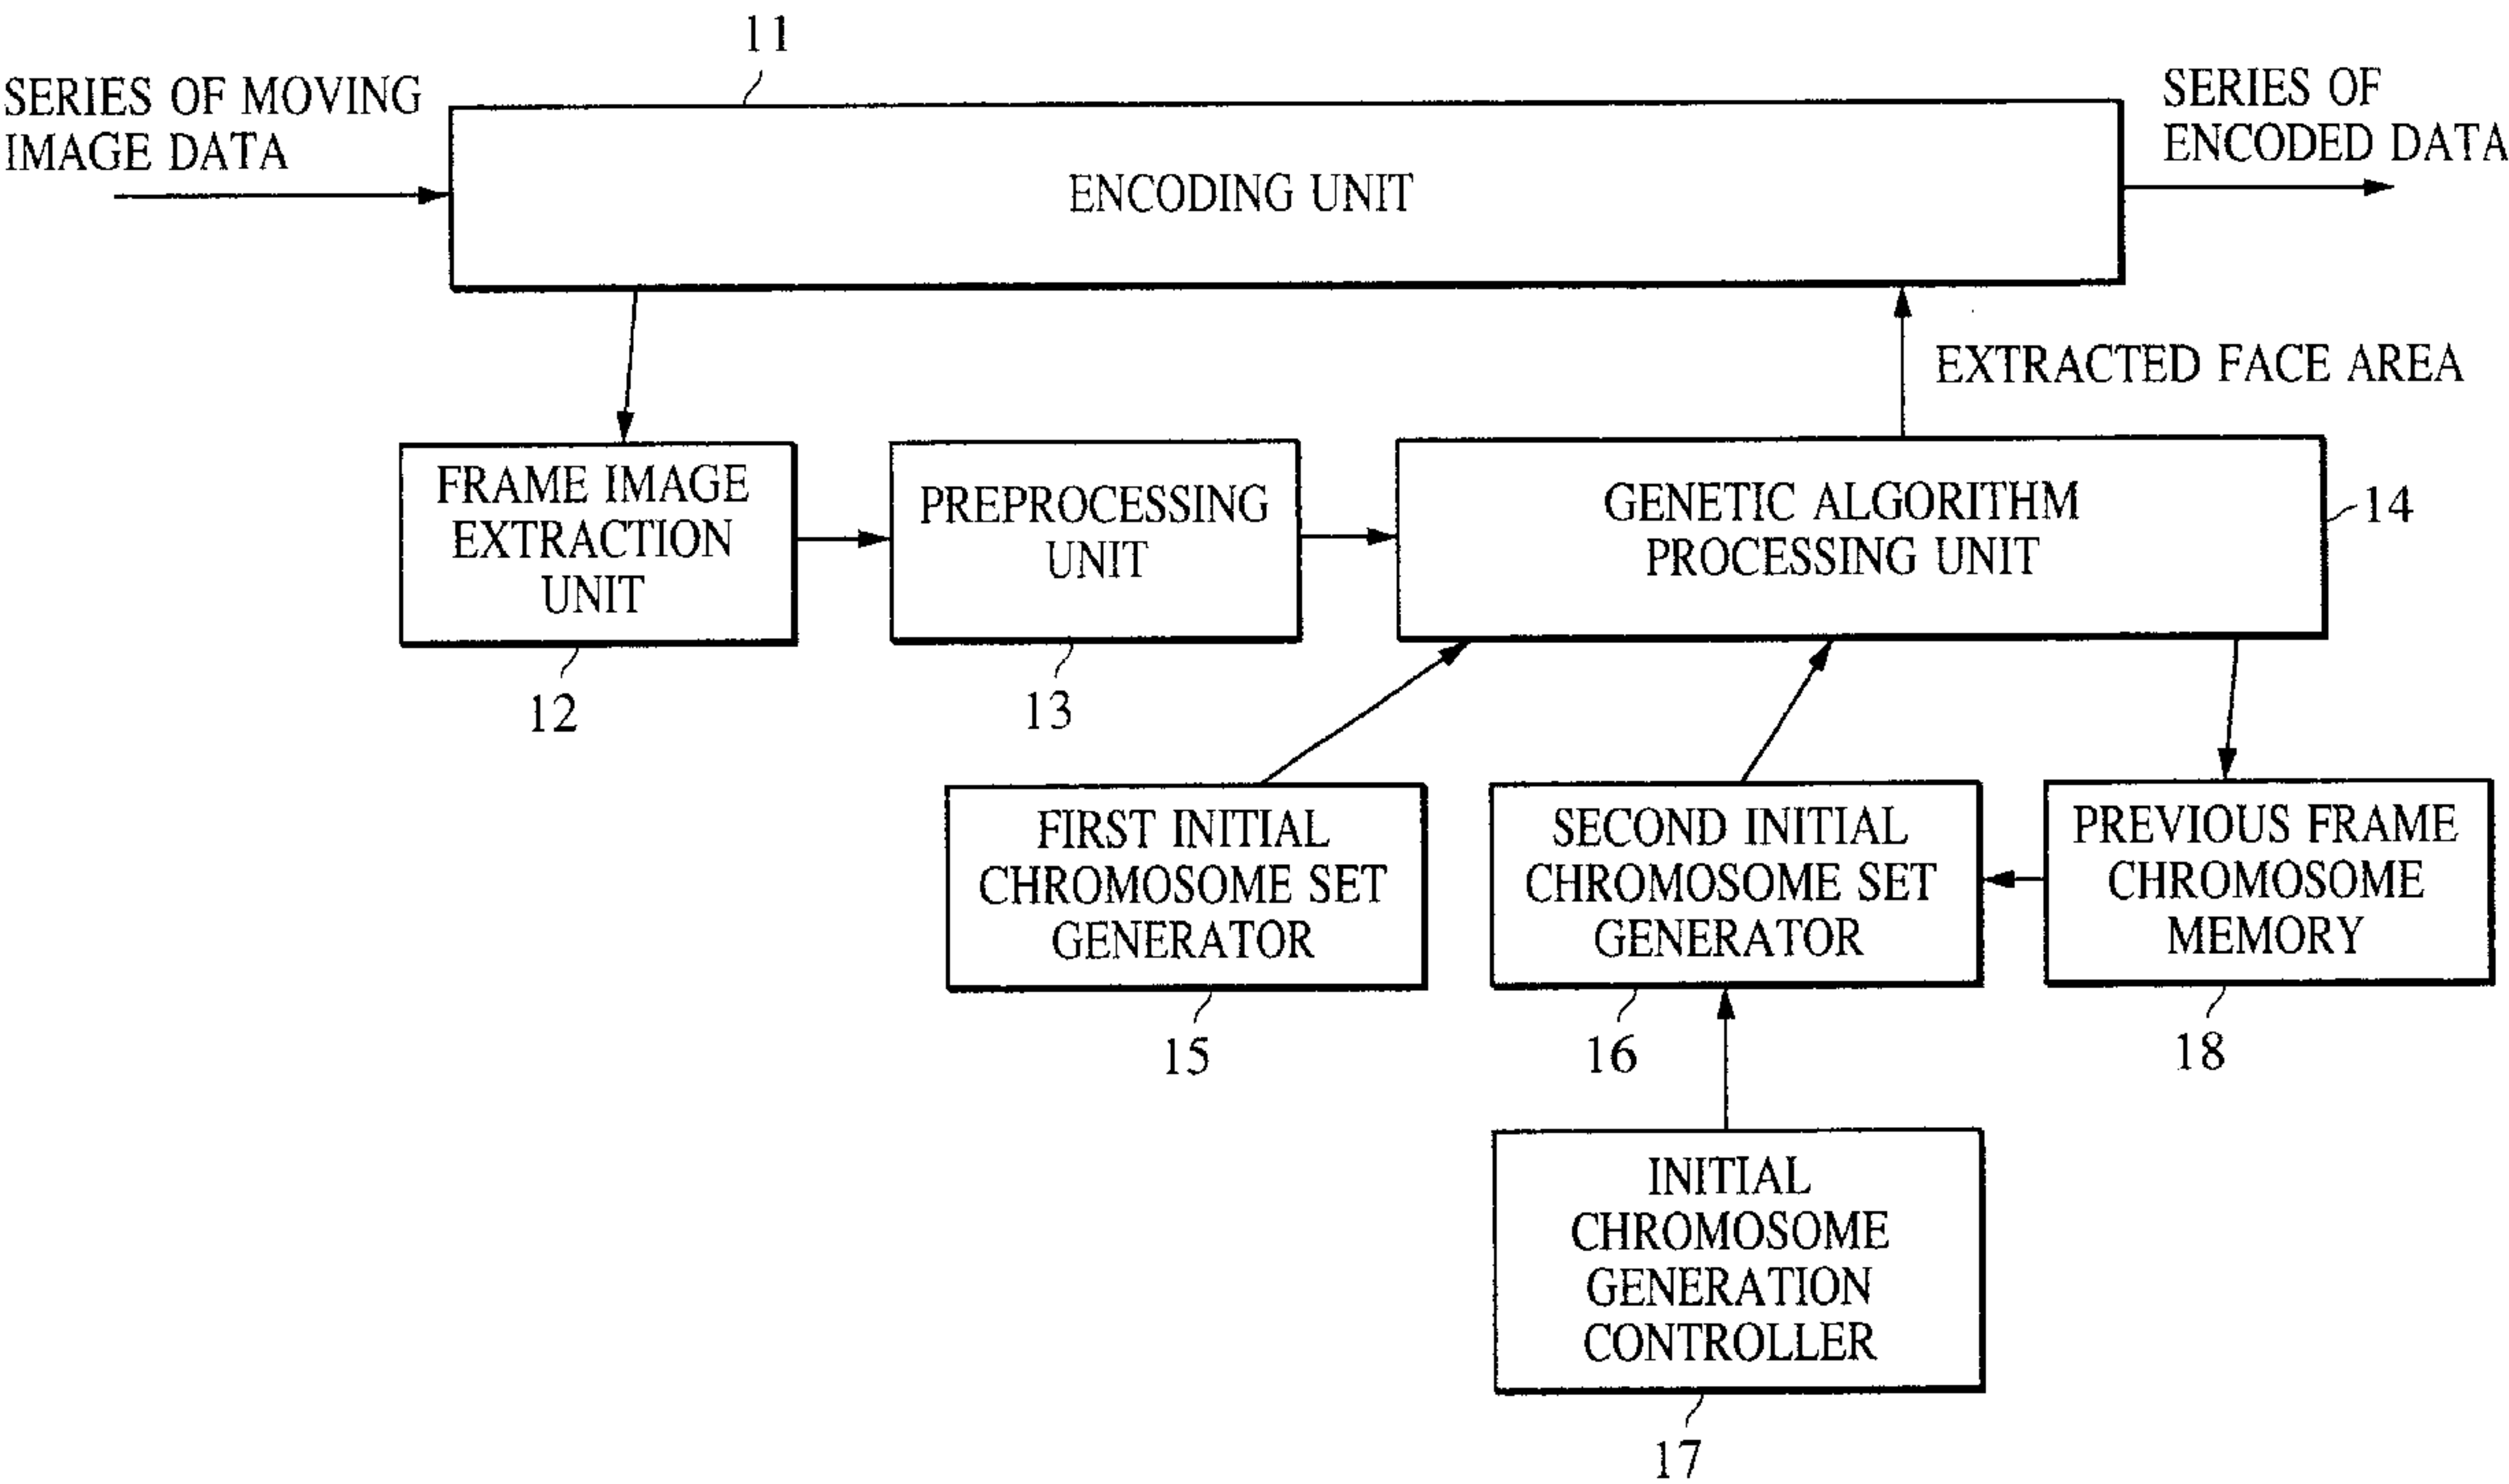 11
SERIES OF MOVING
IMAGE DATA
SERIES OF
ENCODED DATA
ENCODING UNIT
EXTRACTED FACE AREA
FRAME IMAGE
EXTRACTION
UNIT
PREPROCESSING
UNIT
GENETIC ALGORITHM
PROCESSING UNIT
14
12
13
FIRST INITIAL
CHROMOSOME SET
GENERATOR
SECOND INITIAL
CHROMOSOME SET
GENERATOR
PREVIOUS FRAME
CHROMOSOME
MEMORY
15
16
18
INITIAL
CHROMOSOME
GENERATION
CONTROLLER
17